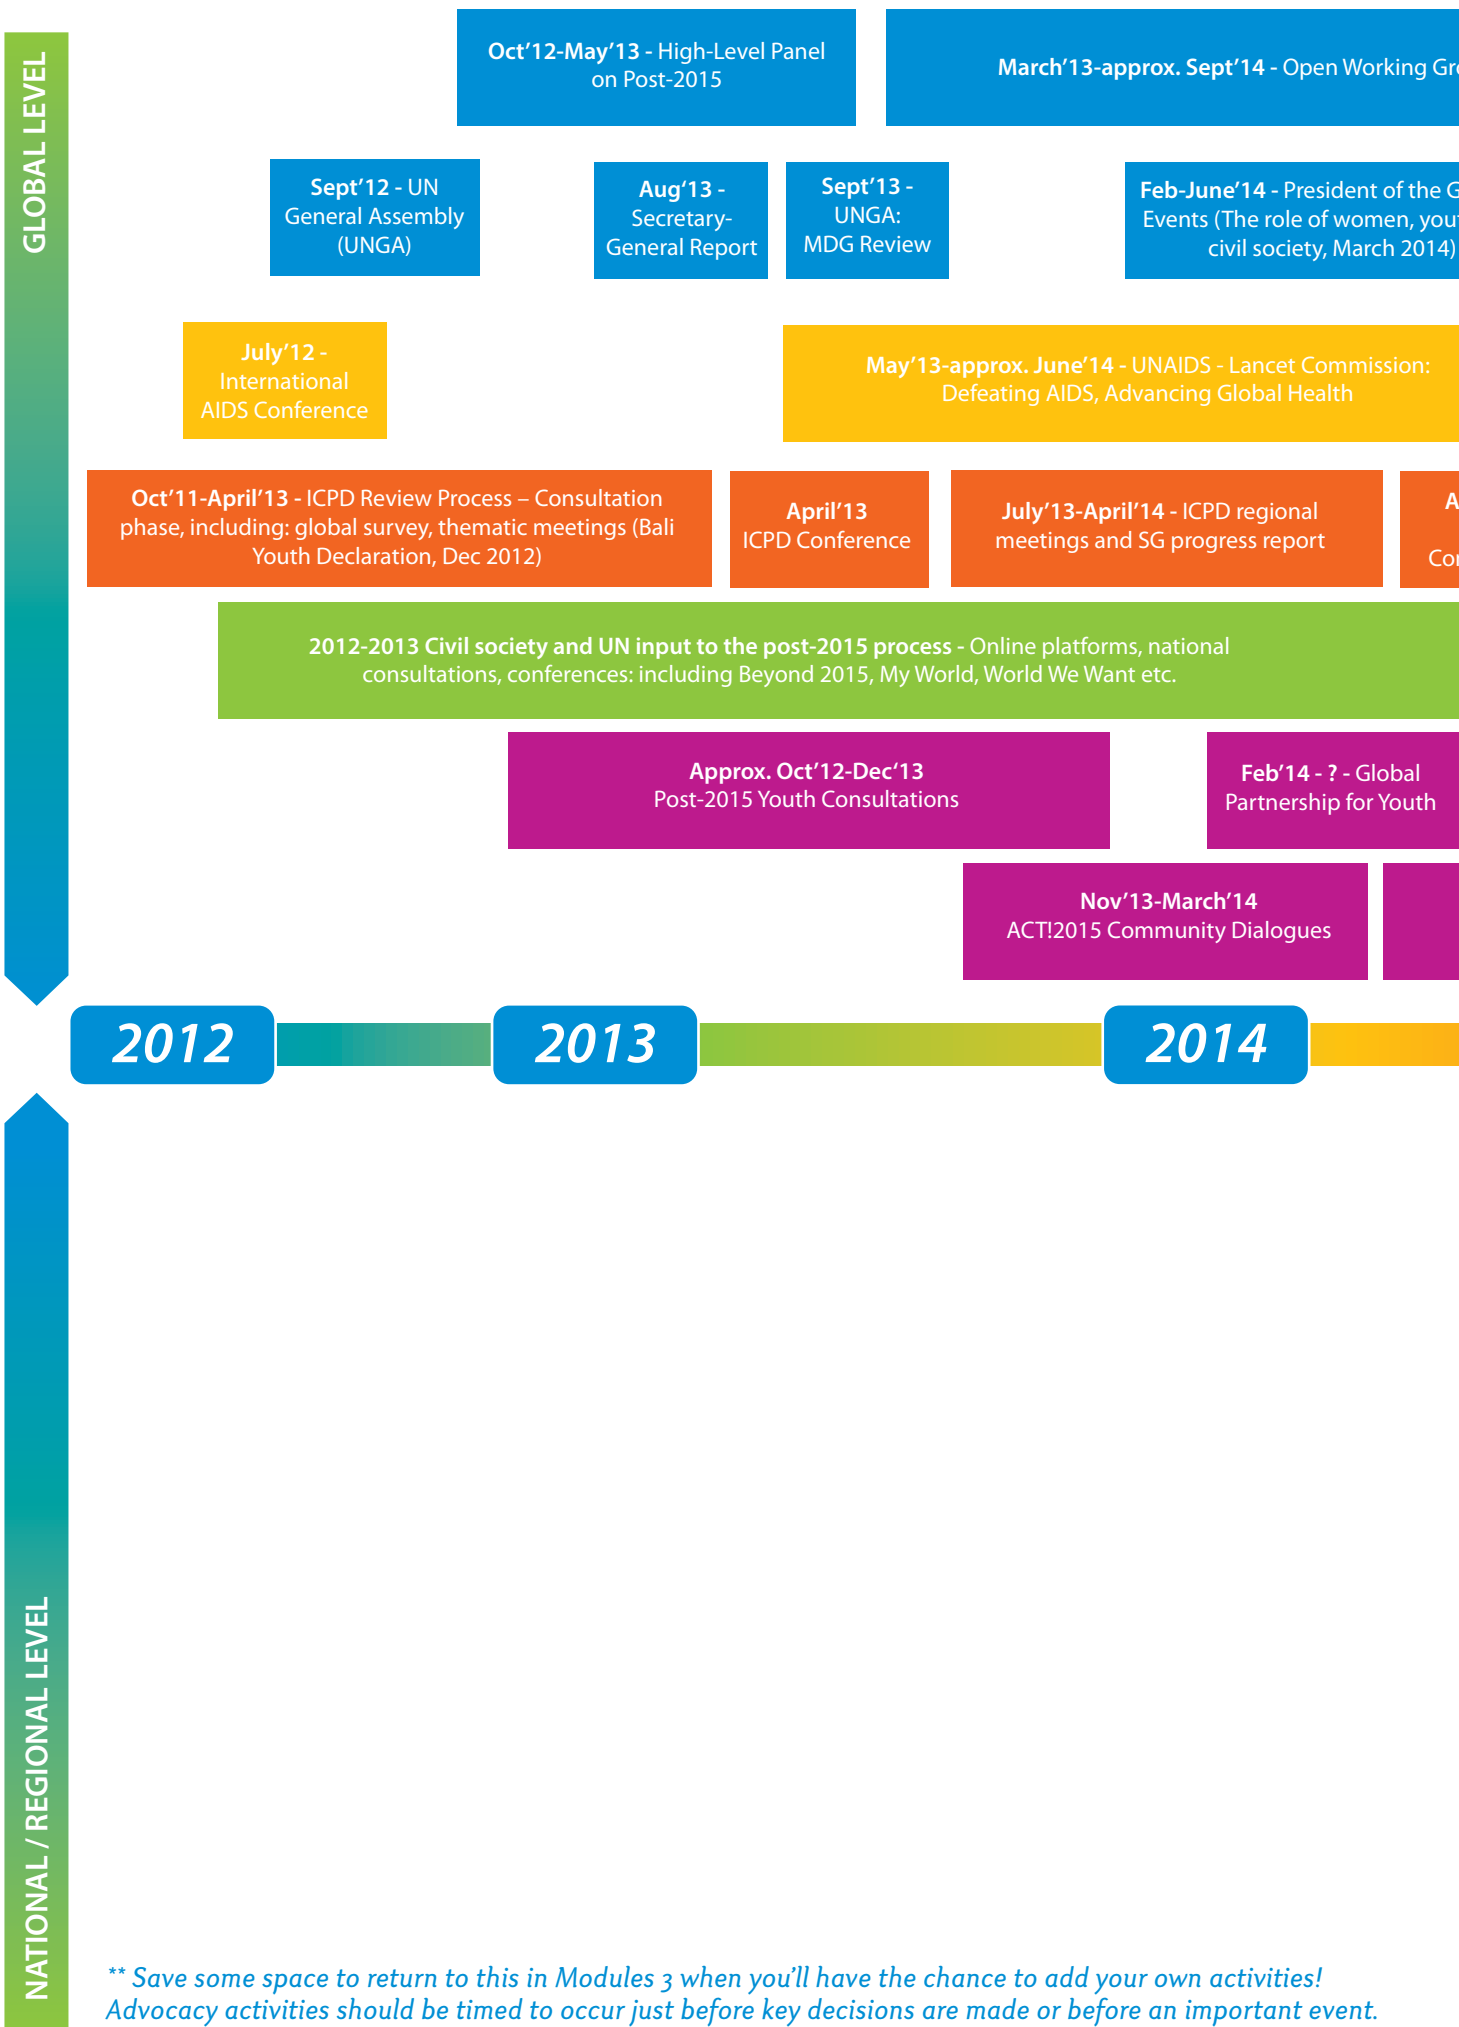 GLOBAL LEVEL
Oct’12-May’13 - High-Level Panel
on Post-2015
March’13-approx. Sept’14 - Open Working
Sept’12 - UN
General Assembly
(UNGA)
Aug‘13 -
Secretary-
General Report
Sept’13 -
UNGA:
MDG Review
Feb-June’14 - President of the
Events (The role of women,
civil society, March 2014)
July’12 -
International
AIDS Conference
May’13-approx. June’14 - UNAIDS - Lancet Commission:
Defeating AIDS, Advancing Global Health
Oct’11-April’13 - ICPD Review Process – Consultation
phase, including: global survey, thematic meetings (Bali
Youth Declaration, Dec 2012)
April’13
ICPD Conference
July’13-April’14 - ICPD regional
meetings and SG progress report
2012-2013 Civil society and UN input to the post-2015 process - Online platforms, national
consultations, conferences: including Beyond 2015, My World, World We Want etc.
Approx. Oct’12-Dec‘13
Post-2015 Youth Consultations
Feb’14 - ? - Global
Partnership for Youth
Nov’13-March’14
ACT!2015 Community Dialogues
2012
2013
2014
NATIONAL / REGIONAL LEVEL
** Save some space to return to this in Modules 3 when you’ll have the chance to add your own activities!
Advocacy activities should be timed to occur just before key decisions are made or before an important event.